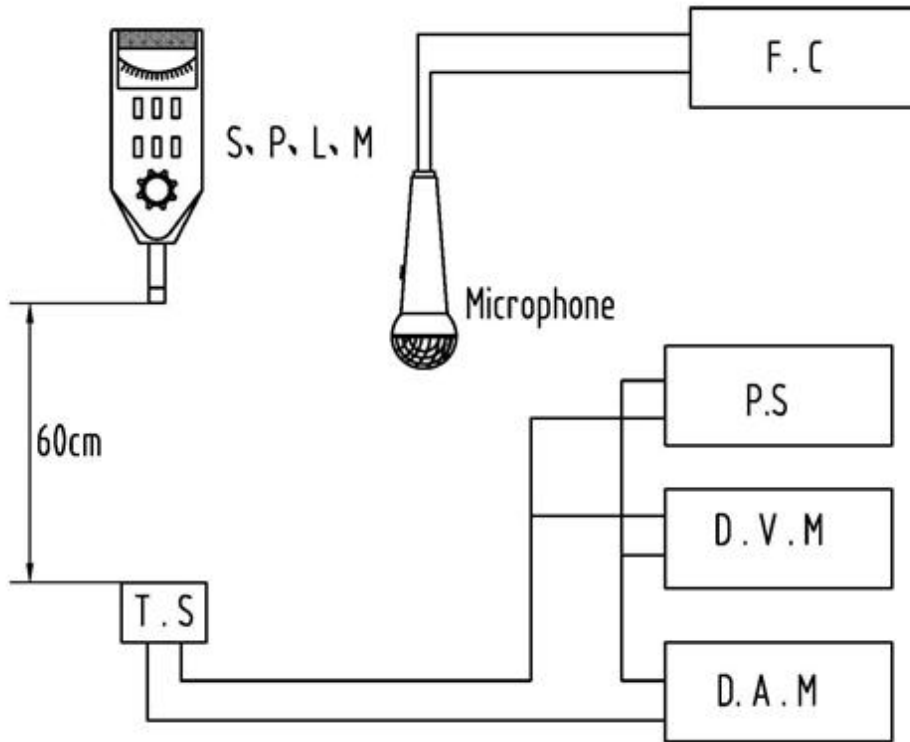 F.C
S、P、L、M
Microphone
P.S
60cm
D.V.M
T.S
D.A.M